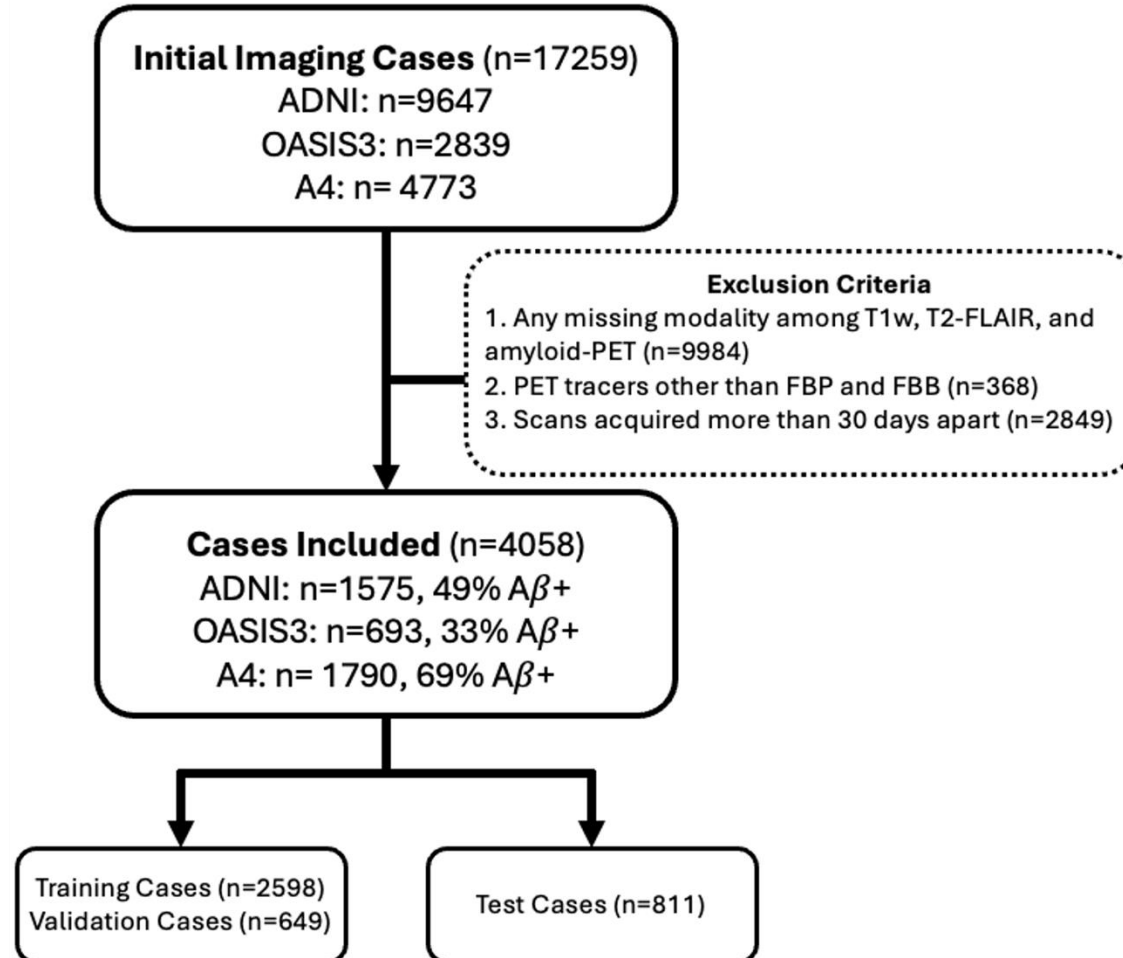 Initial Imaging Cases (n=17259)
ADNI: n=9647
OASIS3: n=2839
A4: n= 4773
Exclusion Criteria
1. Any missing modality among T1w, T2-FLAIR, and
amyloid-PET (n=9984)
2. PET tracers other than FBP and FBB (n=368)
3. Scans acquired more than 30 days apart (n=2849)
Cases Included (n=4058)
ADNI: n=1575, 49% Aβ+
OASIS3: n=693, 33% Aβ+
A4: n= 1790, 69% Aβ+
Training Cases (n=2598)
Validation Cases (n=649)
Test Cases (n=811)